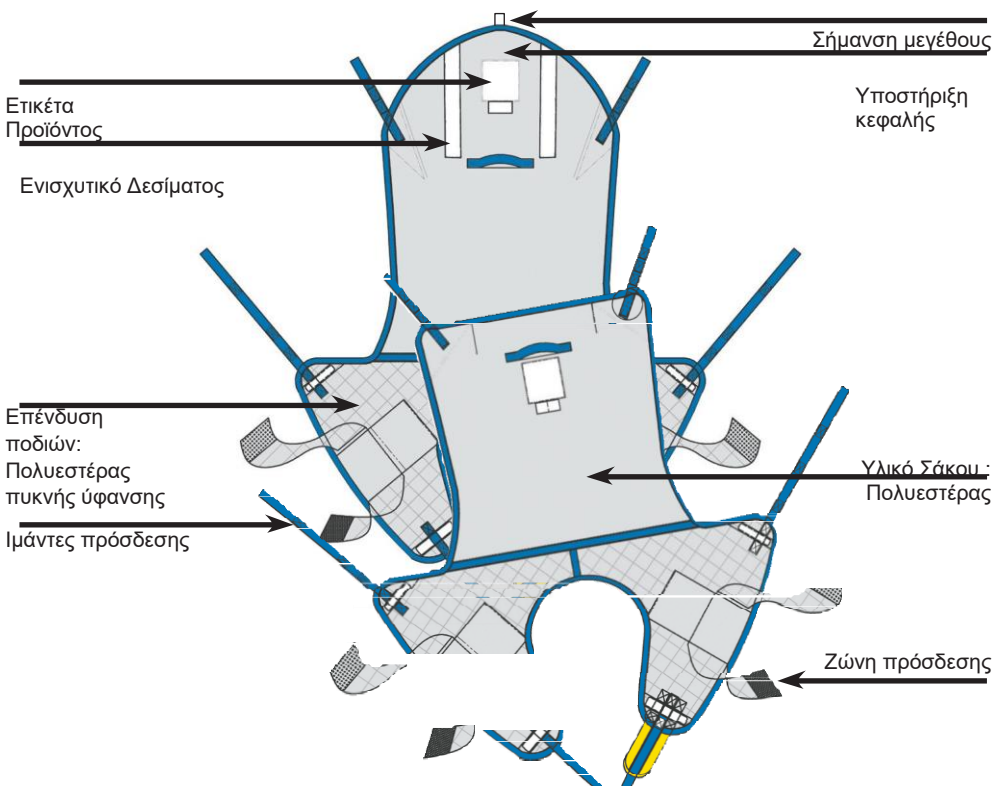 Σήμανση μεγέθους
Ετικέτα
Προϊόντος
Υποστήριξη
κεφαλής
Ενισχυτικό Δεσίματος
Επένδυση
ποδιών:
Πολυεστέρας
πυκνής ύφανσης
Υλικό Σάκου :
Πολυεστέρας
Ιμάντες πρόσδεσης
Ζώνη πρόσδεσης